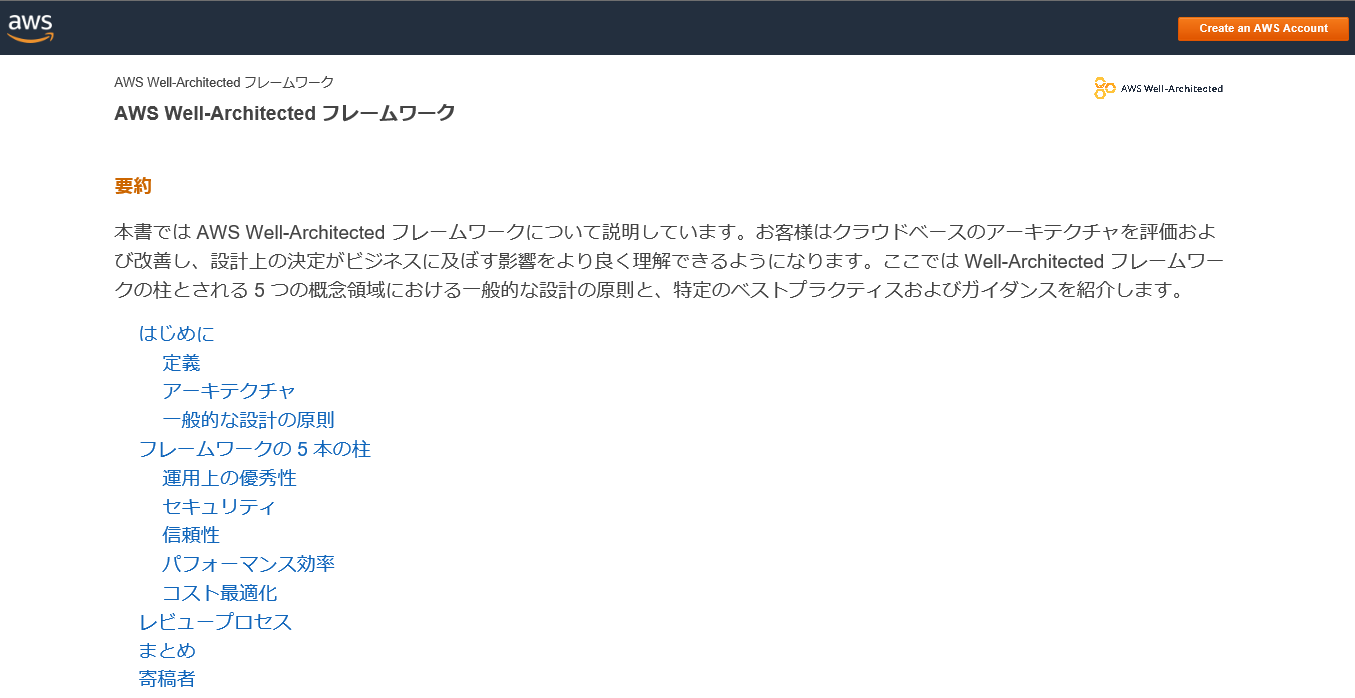 aws
Create an AWS Account
AWS Well-Architected フレームワーク
AWS Well-Architected
AWS Well-Architected フレームワーク
要約
本書では AWS Well-Architected フレームワークについて説明しています。お客様はクラウドベースのアーキテクチャを評価およ
び改善し、設計上の決定がビジネスに及ぼす影響をより良く理解できるようになります。ここでは Well-Architected フレームワー
クの柱とされる 5 つの概念領域における一般的な設計の原則と、特定のベストプラクティスおよびガイダンスを紹介します。
はじめに
定義
アーキテクチャ
一般的な設計の原則
フレームワークの 5 本の柱
運用上の優秀性
セキュリティ
信頼性
パフォーマンス効率
コスト最適化
レビュープロセス
まとめ
寄稿者